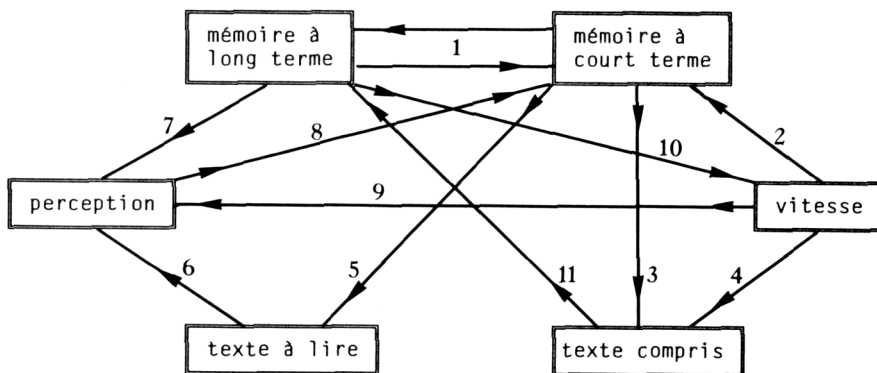 mémoire à
long terme
1
mémoire à
court terme
7
8
10
2
perception
9
vitesse
6
5
11
3
4
texte à lire
texte compris